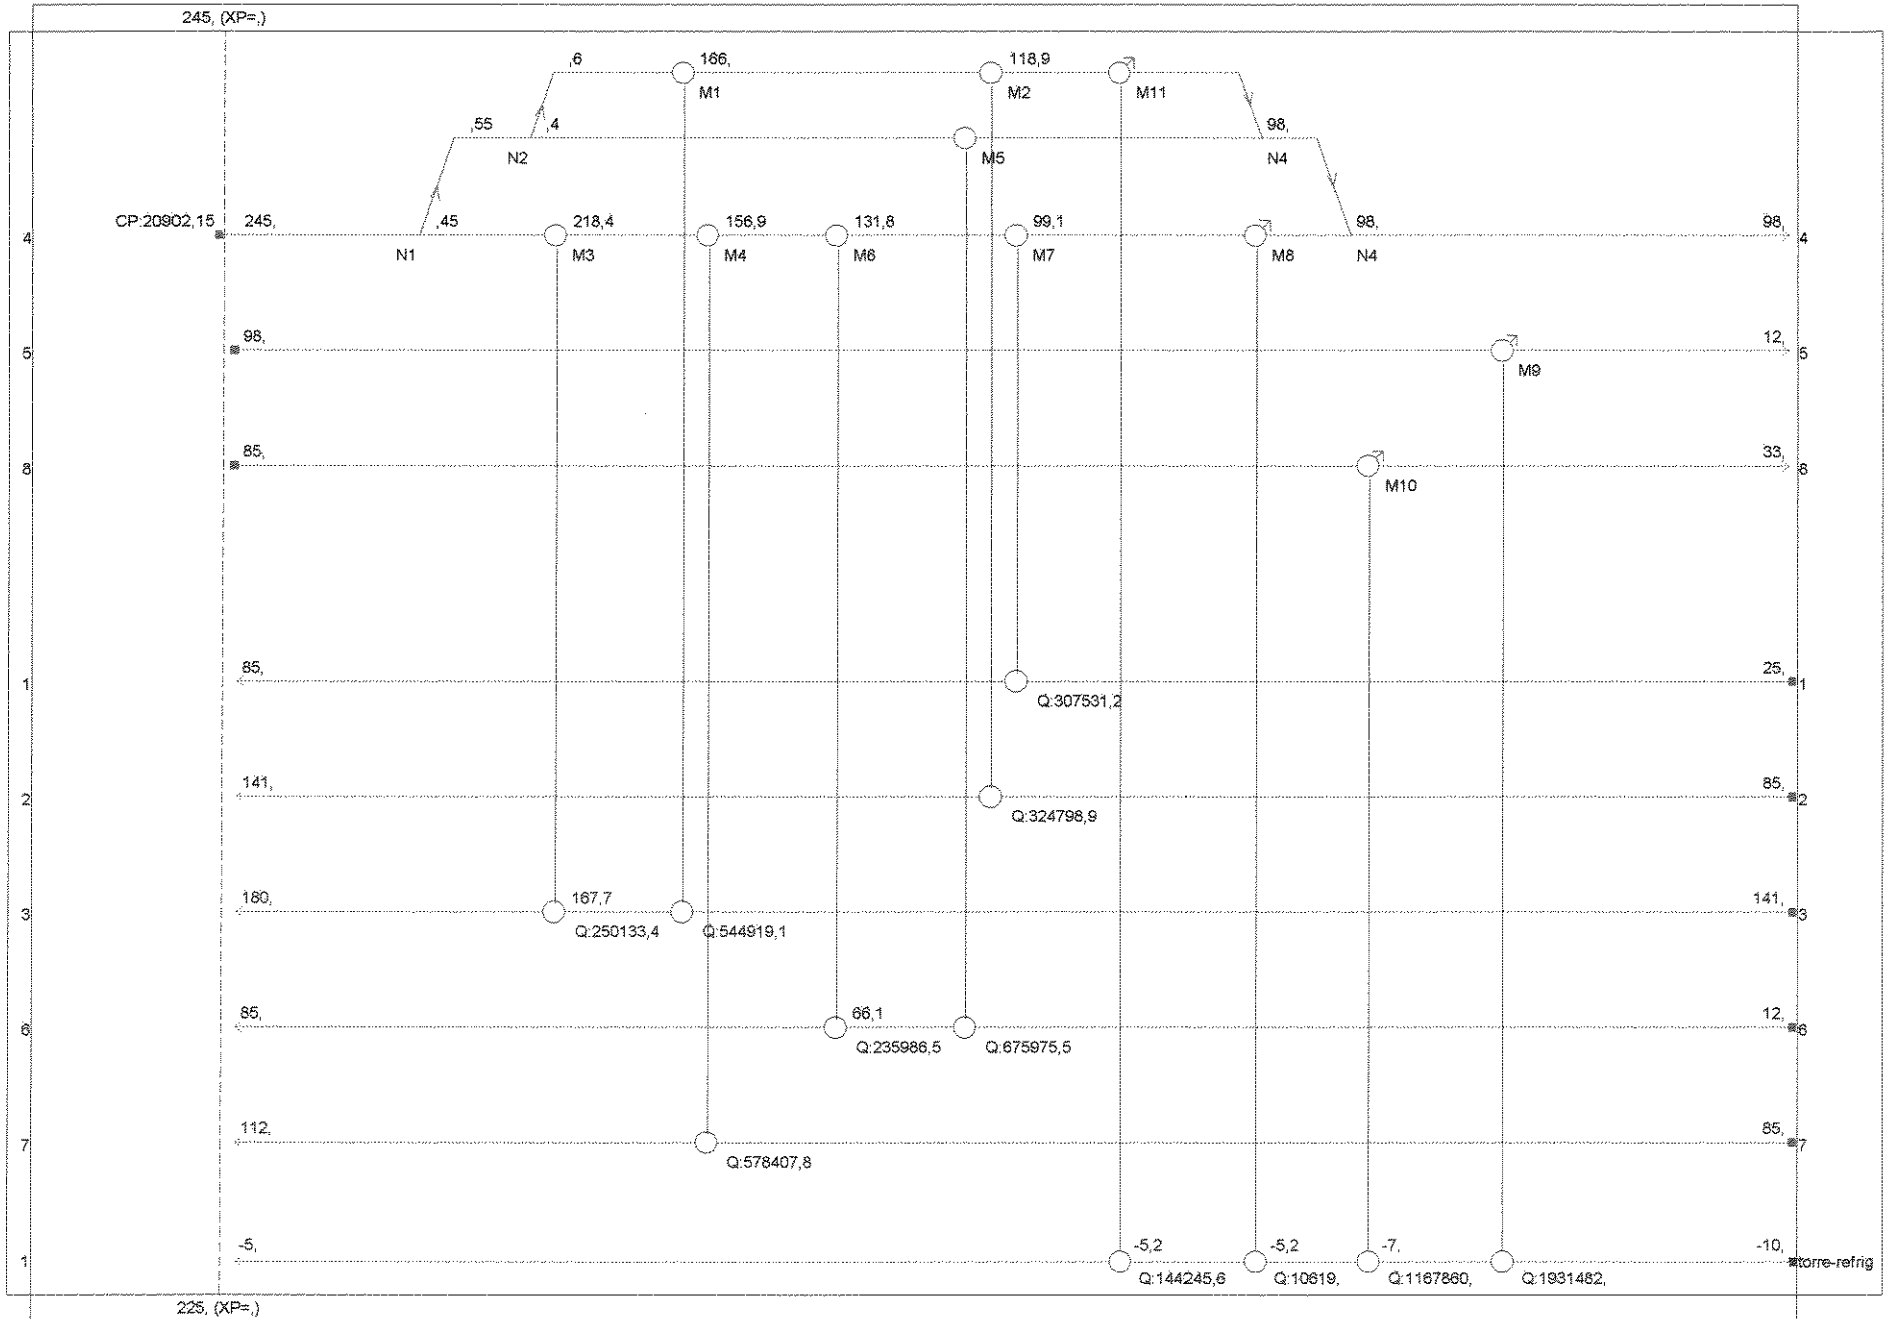 245, (XP=,)
,6 166, 118,9
M1 M2 M11
,55 ,4 98,
N2 M5 N4
CP:20902,15 245, ,45 218,4 156,9 131,8 99,1 98, 98,
4 4
N1 M3 M4 M6 M7 M8 N4
98, 12,
5 5
M9
85, 33,
8 8
M10
85, 25,
1 1
Q:307531,2
141, 85,
2 2
Q:324798,9
180, 167,7 141,
3 3
Q:250133,4 Q:544919,1
85, 66,1 12,
6 6
Q:235986,5 Q:675975,5
112, 85,
7 7
Q:578407,8
-5, -5,2 -5,2 -7, -10,
1 torre-refrig
Q:144245,6 Q:10619, Q:1167860, Q:1931482,
225, (XP=,)